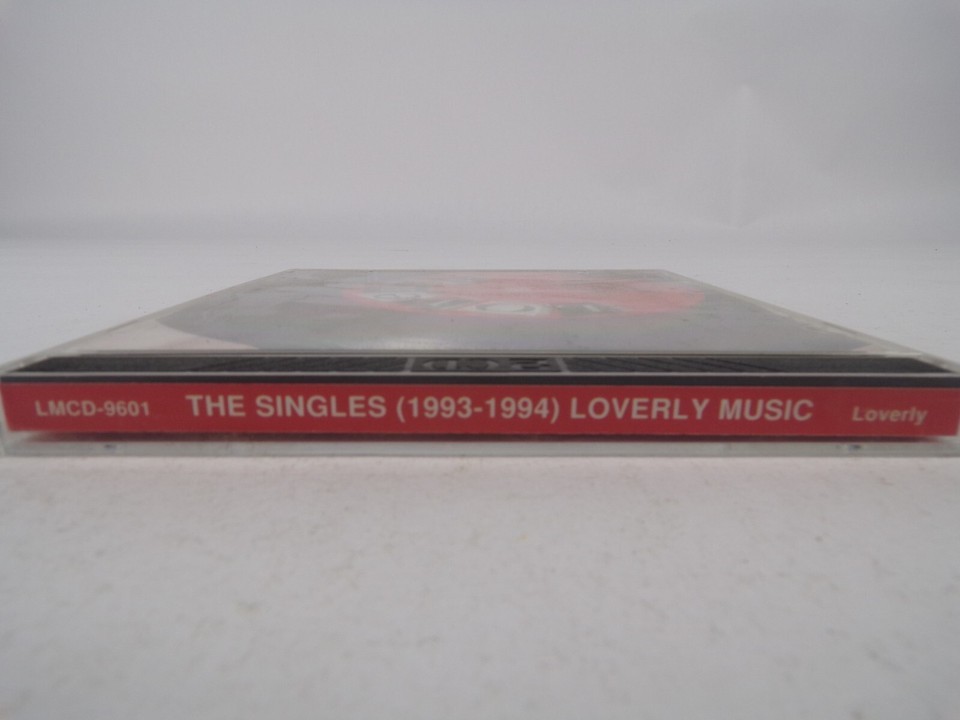 LMCD-9601 THE SINGLES (1993-1994) LOVERLY MUSIC Loverly